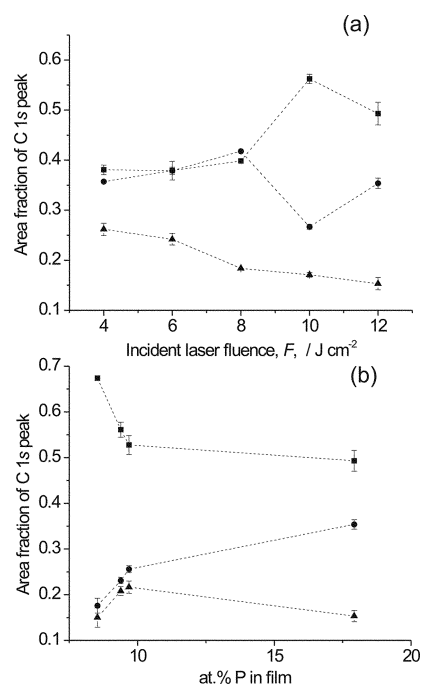 (a)
0.6
0.5
0.4
0.3
0.2
0.1
Area fraction of C 1s peak
4 6 8 10 12
Incident laser fluence, F, / J cm-2
(b)
0.7
0.6
0.5
0.4
0.3
0.2
0.1
Area fraction of C 1s peak
10 15 20
at.% P in film